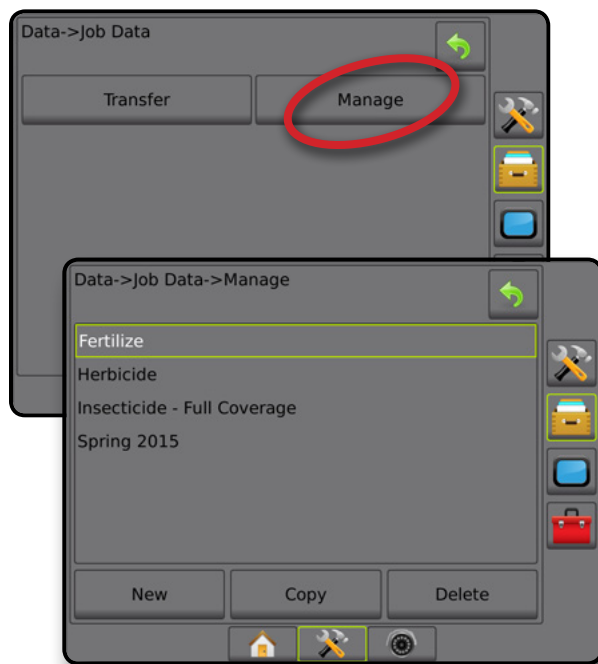 Data->Job Data
Transfer
Manage
Data->Job Data->Manage
Fertilize
Herbicide
Insecticide - Full Coverage
Spring 2015
New
Copy
Delete